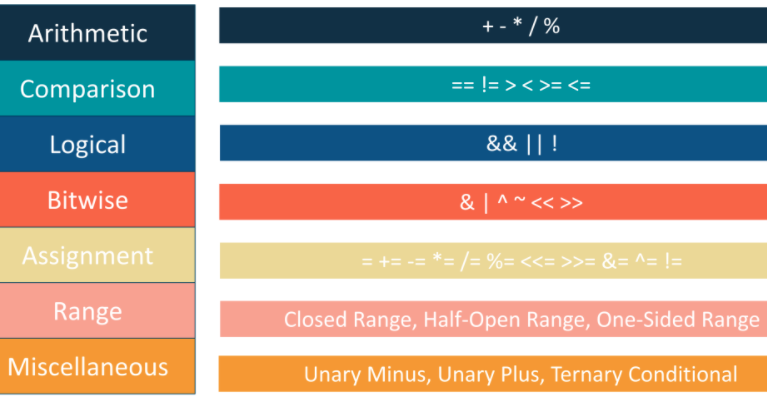 Arithmetic
+ - * / %
Comparison
== != > < >= <=
Logical
&& || !
Bitwise
& | ^ ~ << >>
Assignment
= += -= *= /= %= <<= >>= &= ^= !=
Range
Closed Range, Half-Open Range, One-Sided Range
Miscellaneous
Unary Minus, Unary Plus, Ternary Conditional